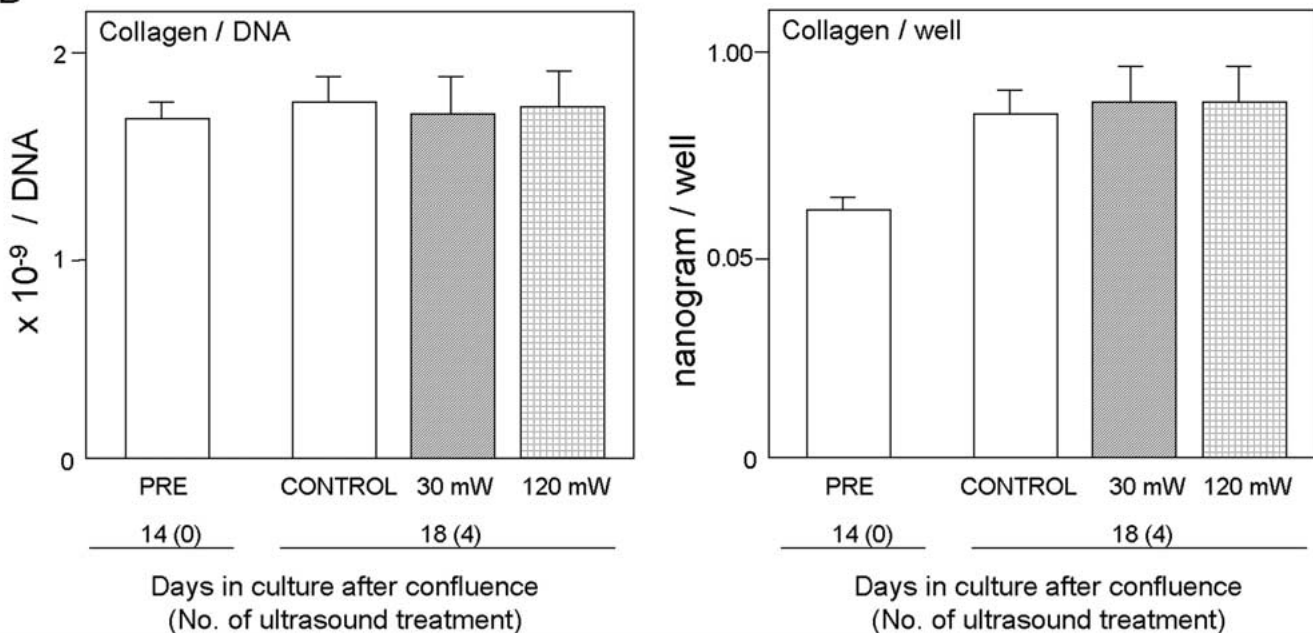 Collagen / DNA
2
1
0
x 10-9 / DNA
PRE CONTROL 30 mW 120 mW
14 (0) 18 (4)
Days in culture after confluence
(No. of ultrasound treatment)
Collagen / well
1.00
0.05
0
nanogram / well
PRE CONTROL 30 mW 120 mW
14 (0) 18 (4)
Days in culture after confluence
(No. of ultrasound treatment)